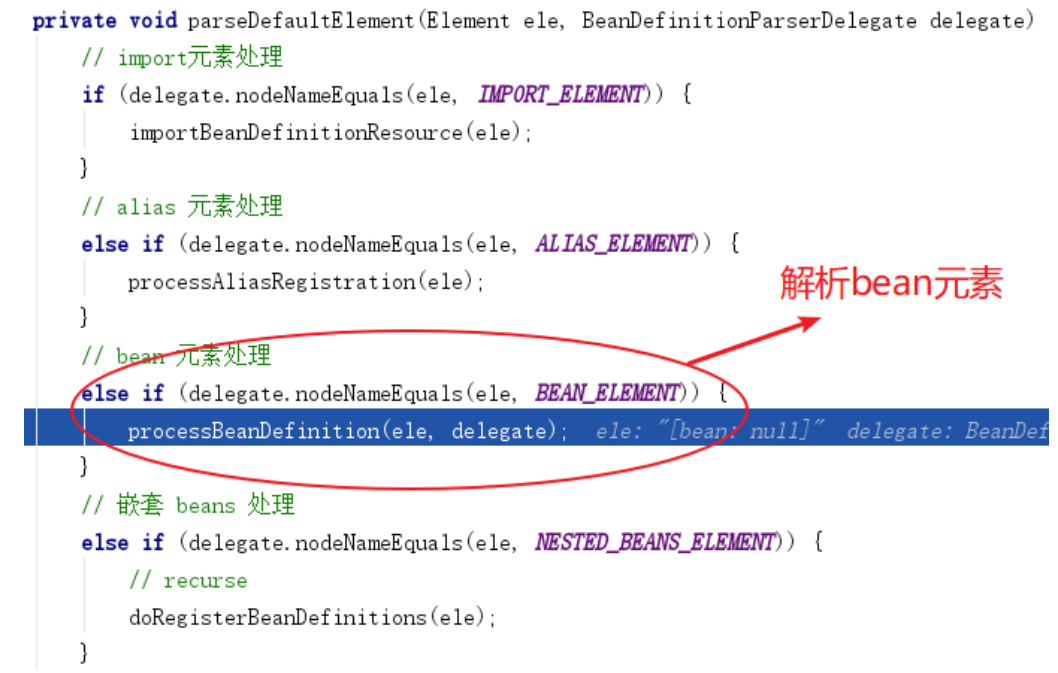 private void parseDefaultElement(Element ele, BeanDefinitionParserDelegate delegate)
// import元素处理
if (delegate.nodeNameEquals(ele, IMPORT_ELEMENT)) {
importBeanDefinitionResource(ele);
}
// alias 元素处理
else if (delegate.nodeNameEquals(ele, ALIAS_ELEMENT)) {
processAliasRegistration(ele);
}
解析bean元素
// bean 元素处理
else if (delegate.nodeNameEquals(ele, BEAN_ELEMENT)) {
processBeanDefinition(ele, delegate); ele: "[bean: null]" delegate: BeanDef
}
// 嵌套 beans 处理
else if (delegate.nodeNameEquals(ele, NESTED_BEANS_ELEMENT)) {
// recurse
doRegisterBeanDefinitions(ele);
}